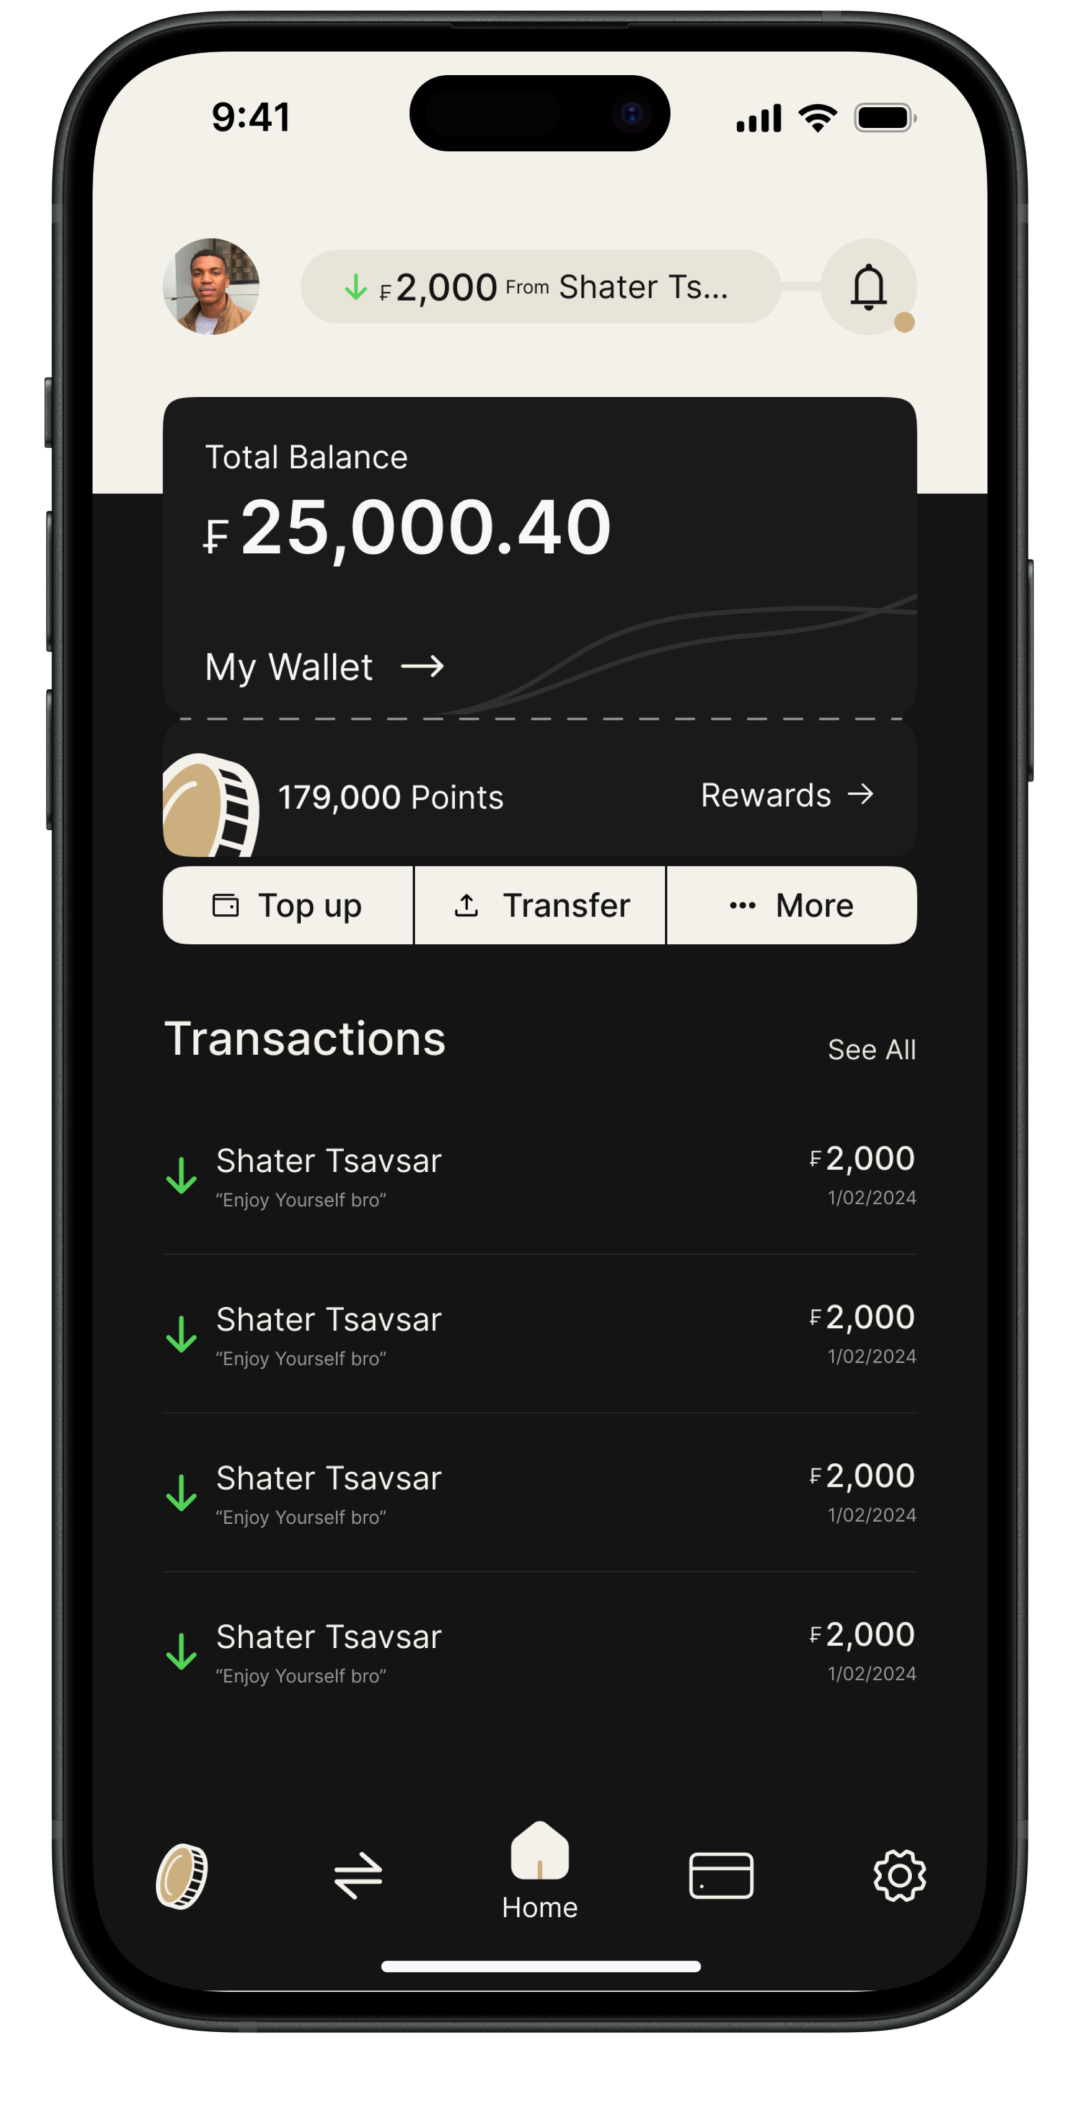 9:41
₣2,000 From Shater Ts...
Total Balance
₣25,000.40
My Wallet →
179,000 Points
Rewards →
Top up
Transfer
More
Transactions
See All
Shater Tsavsar
₣2,000
“Enjoy Yourself bro”
1/02/2024
Shater Tsavsar
₣2,000
“Enjoy Yourself bro”
1/02/2024
Shater Tsavsar
₣2,000
“Enjoy Yourself bro”
1/02/2024
Shater Tsavsar
₣2,000
“Enjoy Yourself bro”
1/02/2024
Home